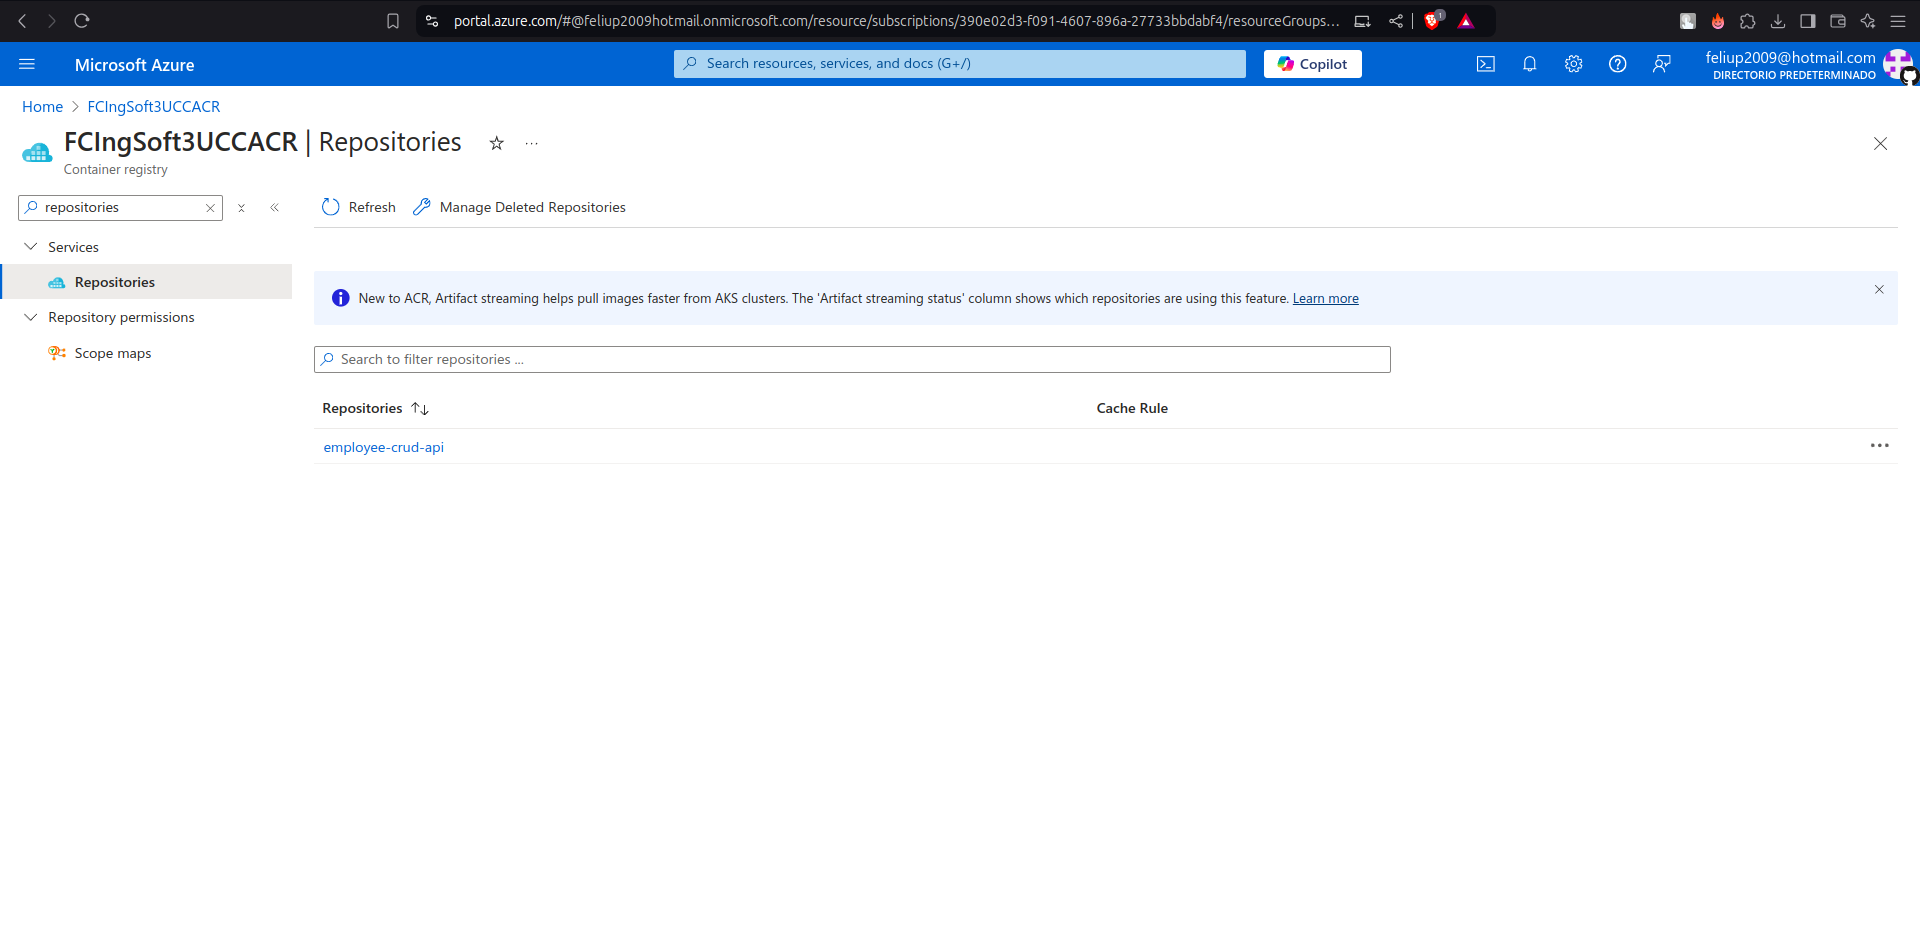 portal.azure.com/#@feliup2009hotmail.onmicrosoft.com/resource/subscriptions/390e02d3-f091-4607-896a-27733bbdabf4/resourceGroups...
1
Microsoft Azure
Search resources, services, and docs (G+/)
Copilot
feliup2009@hotmail.com
DIRECTORIO PREDETERMINADO
Home > FCIngSoft3UCCACR
FCIngSoft3UCCACR | Repositories
Container registry
repositories
Refresh
Manage Deleted Repositories
Services
Repositories
Repository permissions
Scope maps
New to ACR, Artifact streaming helps pull images faster from AKS clusters. The 'Artifact streaming status' column shows which repositories are using this feature. Learn more
Search to filter repositories ...
Repositories
Cache Rule
employee-crud-api